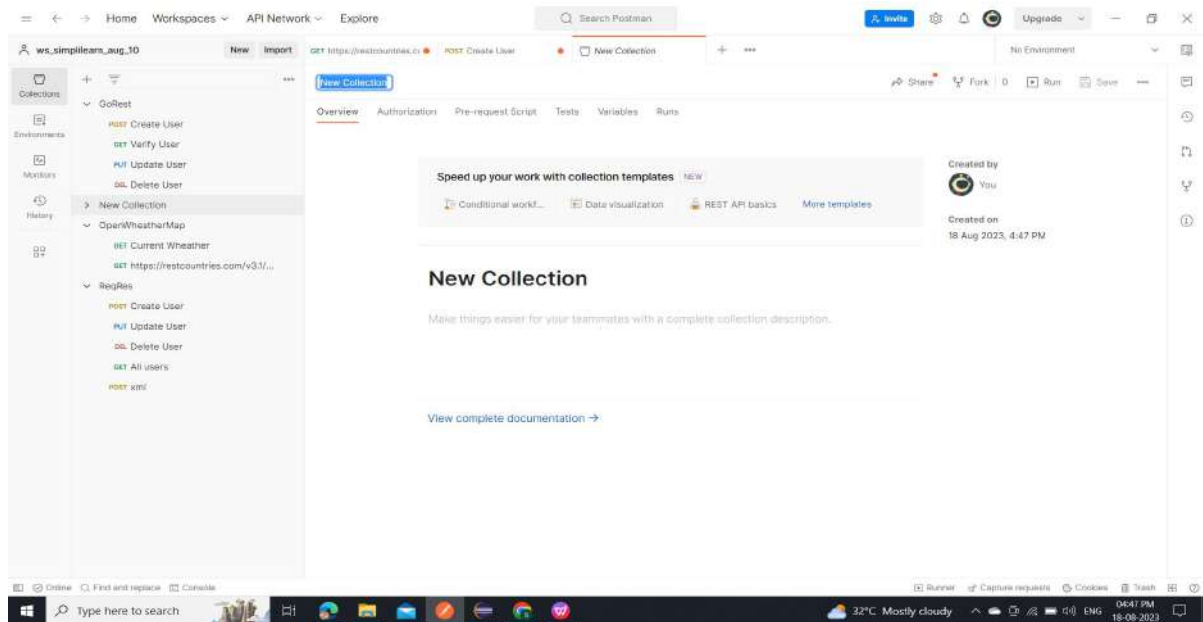 Home Workspaces API Network Explore
Search Postman
Invite
Upgrade
ws_simplilearn_aug_10
New Import
GET https://restcountries.c
POST Create User
New Collection
No Environment
Collections
Environments
Monitors
History
GoRest
POST Create User
GET Verify User
PUT Update User
DEL Delete User
New Collection
OpenWheatherMap
GET Current Wheather
GET https://restcountries.com/v3.1/...
ReqRes
POST Create User
PUT Update User
DEL Delete User
GET All users
POST xml
New Collection
Share Fork 0 Run Save
Overview Authorization Pre-request Script Tests Variables Runs
Speed up your work with collection templates NEW
Conditional workf... Data visualization REST API basics More templates
New Collection
Make things easier for your teammates with a complete collection description.
View complete documentation →
Created by
You
Created on
18 Aug 2023, 4:47 PM
Online Find and replace Console
Runner Capture requests Cookies Trash
Type here to search
32°C Mostly cloudy
ENG
04:47 PM
18-08-2023